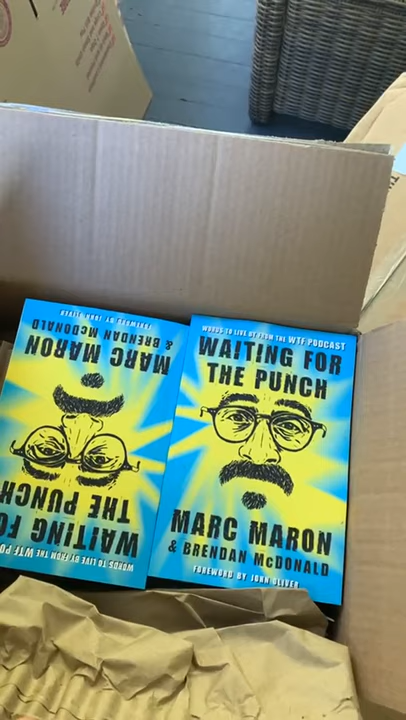 WORDS TO LIVE BY FROM THE WTF PODCAST
WAITING FOR
THE PUNCH
MARC MARON
& BRENDAN McDONALD
FOREWORD BY JOHN OLIVER
FOREWORD BY JOHN OLIVER
& BRENDAN McDONALD
MARC MARON
THE PUNCH
WAITING FO
WORDS TO LIVE BY FROM THE WTF PO